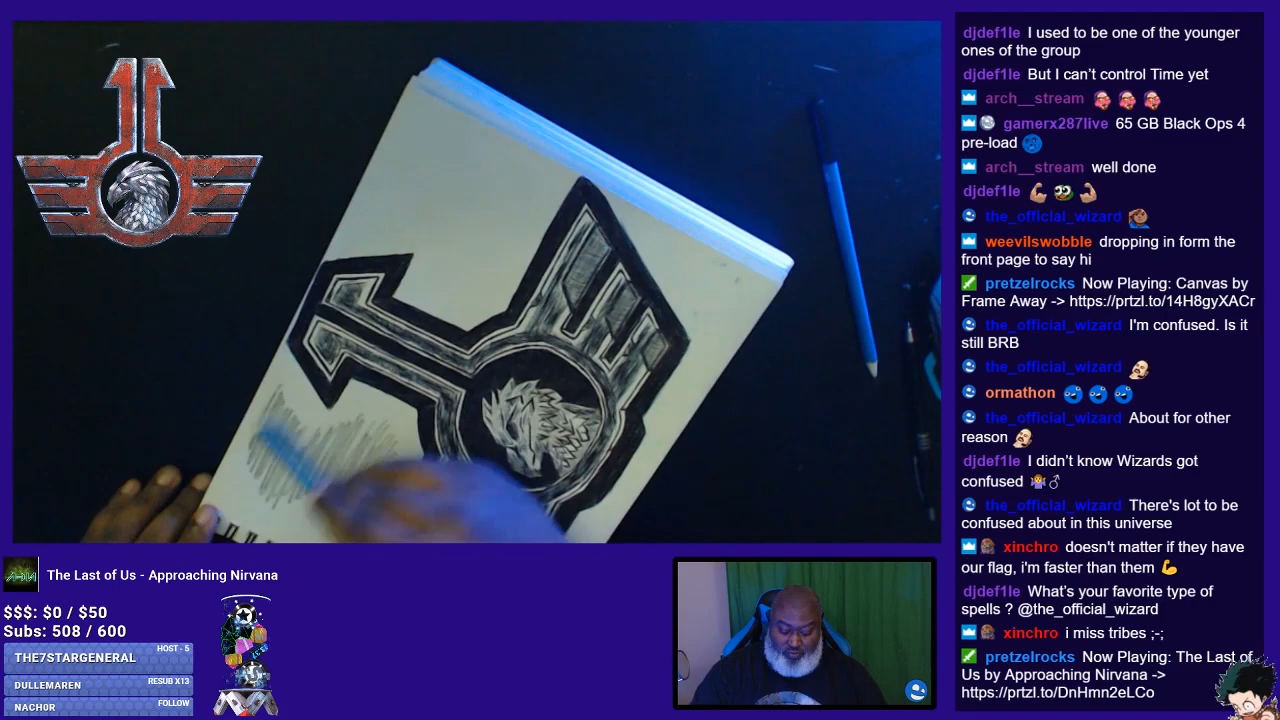 djdef1le I used to be one of the younger
ones of the group
djdef1le But I can't control Time yet
arch__stream
gamerx287live 65 GB Black Ops 4
pre-load
arch__stream well done
djdef1le
the_official_wizard
weevilswobble dropping in form the
front page to say hi
pretzelrocks Now Playing: Canvas by
Frame Away -> https://prtzl.to/14H8gyXACr
the_official_wizard I'm confused. Is it
still BRB
the_official_wizard
ormathon
the_official_wizard About for other
reason
djdef1le I didn't know Wizards got
confused
the_official_wizard There's lot to be
confused about in this universe
xinchro doesn't matter if they have
our flag, i'm faster than them
djdef1le What's your favorite type of
spells ? @the_official_wizard
xinchro i miss tribes ;-;
pretzelrocks Now Playing: The Last of
Us by Approaching Nirvana ->
https://prtzl.to/DnHmn2eLCo
The Last of Us - Approaching Nirvana
$$$: $0 / $50
Subs: 508 / 600
HOST - 5
THE7STARGENERAL
RESUB X13
DULLEMAREN
FOLLOW
NACH0R